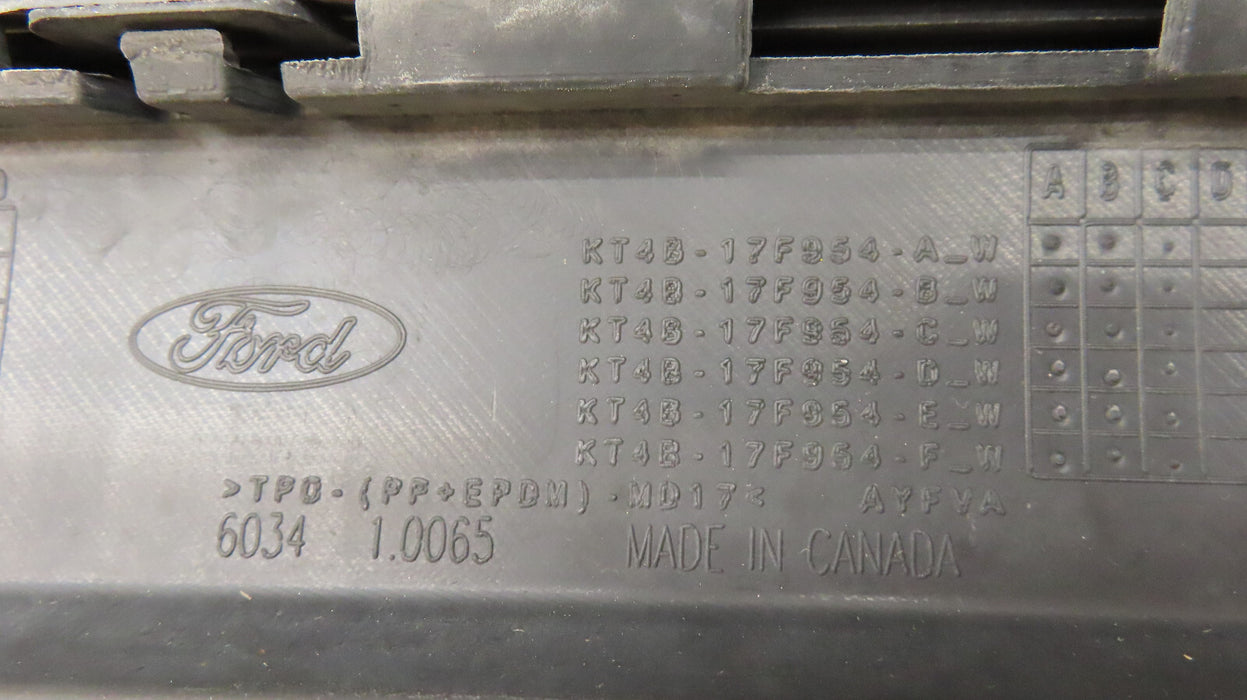 A B C D
KT4B-17F954-A_W
KT4B-17F954-B_W
KT4B-17F954-C_W
KT4B-17F954-D_W
KT4B-17F954-E_W
KT4B-17F954-F_W
Ford
>TPO-(PP+EPDM)-MD17< AYFVA
6034 1.0065 MADE IN CANADA